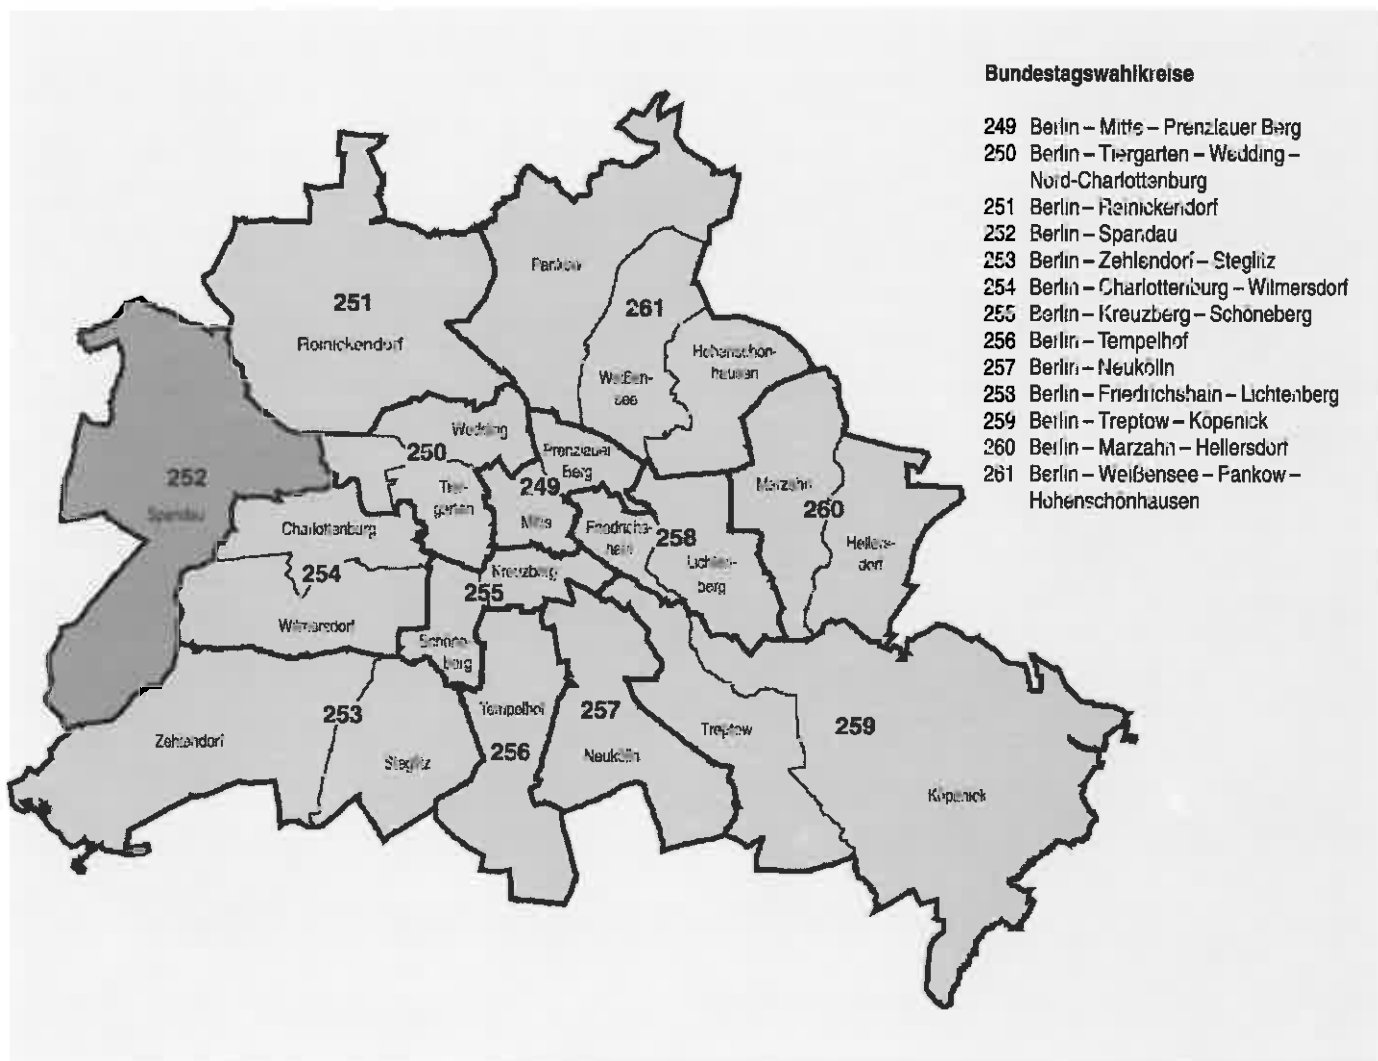 Bundestagswahlkreise
249 Berlin – Mitte – Prenzlauer Berg
250 Berlin – Tiergarten – Wedding –
Nord-Charlottenburg
251 Berlin – Reinickendorf
252 Berlin – Spandau
253 Berlin – Zehlendorf – Steglitz
254 Berlin – Charlottenburg – Wilmersdorf
255 Berlin – Kreuzberg – Schöneberg
256 Berlin – Tempelhof
257 Berlin – Neukölln
258 Berlin – Friedrichshain – Lichtenberg
259 Berlin – Treptow – Köpenick
260 Berlin – Marzahn – Hellersdorf
261 Berlin – Weißensee – Pankow –
Hohenschönhausen
Pankow
251
261
Reinickendorf
Hohenschön-
hausen
Weißen-
see
Wedding
250
Prenzlauer
Berg
252
Spandau
Tier-
garten
249
Mitte
Marzahn
260
Charlottenburg
Friedrichs-
hain
258
Hellers-
dorf
Lichten-
berg
254
Kreuzberg
255
Wilmersdorf
Schöne-
berg
253
Tempelhof
257
259
Zehlendorf
Steglitz
256
Neukölln
Treptow
Köpenick